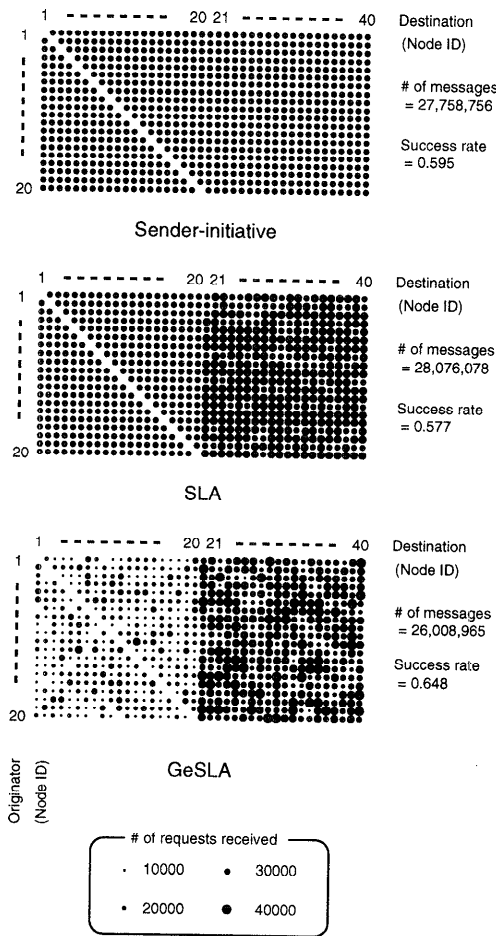 1 20 21 40 Destination
(Node ID)
1
# of messages
= 27,758,756
Success rate
= 0.595
20
Sender-initiative
1 20 21 40 Destination
(Node ID)
1
# of messages
= 28,076,078
Success rate
= 0.577
20
SLA
1 20 21 40 Destination
(Node ID)
1
# of messages
= 26,008,965
Success rate
= 0.648
20
Originator
(Node ID)
GeSLA
# of requests received
10000 30000
20000 40000